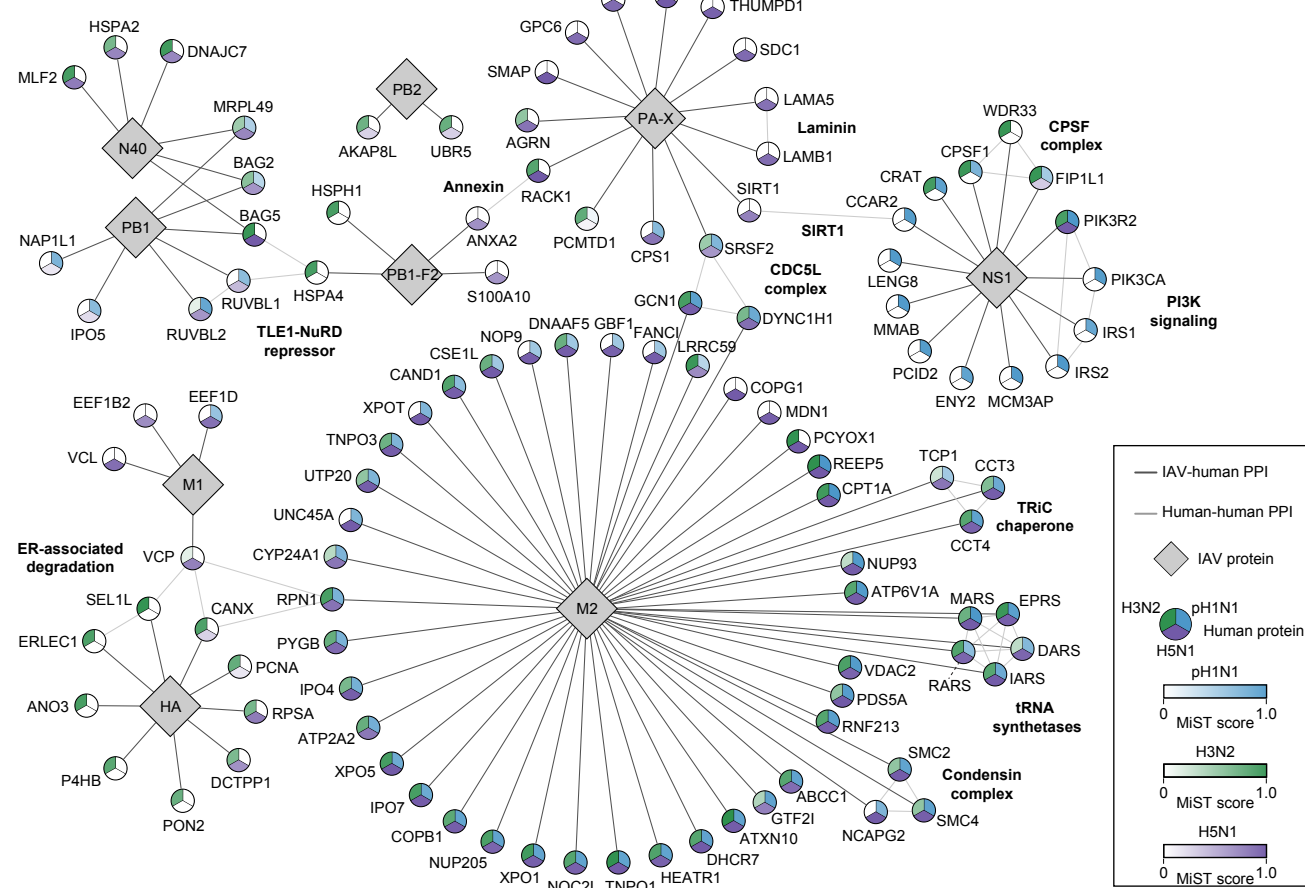 THUMPD1
HSPA2
GPC6
DNAJC7
SDC1
MLF2
SMAP
PB2
LAMA5
MRPL49
WDR33
CPSF
complex
PA-X
Laminin
AGRN
N40
AKAP8L
UBR5
LAMB1
CPSF1
BAG2
FIP1L1
CRAT
HSPH1
Annexin
RACK1
SIRT1
CCAR2
BAG5
PIK3R2
PB1
NAP1L1
ANXA2
PCMTD1
CPS1
SIRT1
SRSF2
PB1-F2
CDC5L
complex
LENG8
NS1
PIK3CA
RUVBL1
HSPA4
S100A10
GCN1
PI3K
signaling
IPO5
RUVBL2
TLE1-NuRD
repressor
DYNC1H1
MMAB
IRS1
DNAAF5
GBF1
FANCI
NOP9
LRRC59
CSE1L
PCID2
IRS2
CAND1
COPG1
ENY2
MCM3AP
EEF1B2
EEF1D
XPOT
MDN1
TNPO3
PCYOX1
VCL
REEP5
TCP1
CCT3
UTP20
CPT1A
M1
TRiC
chaperone
UNC45A
CCT4
ER-associated
degradation
VCP
CYP24A1
NUP93
RPN1
ATP6V1A
SEL1L
CANX
M2
MARS
EPRS
ERLEC1
PYGB
DARS
PCNA
VDAC2
RARS
IARS
IPO4
PDS5A
ANO3
HA
RPSA
tRNA
synthetases
ATP2A2
RNF213
P4HB
DCTPP1
XPO5
SMC2
Condensin
complex
PON2
IPO7
ABCC1
GTF2I
COPB1
NCAPG2
SMC4
ATXN10
NUP205
DHCR7
XPO1
HEATR1
NOC2L
TNPO1
IAV-human PPI
Human-human PPI
IAV protein
H3N2
pH1N1
Human protein
H5N1
pH1N1
0
1.0
MiST score
H3N2
0
1.0
MiST score
H5N1
0
1.0
MiST score